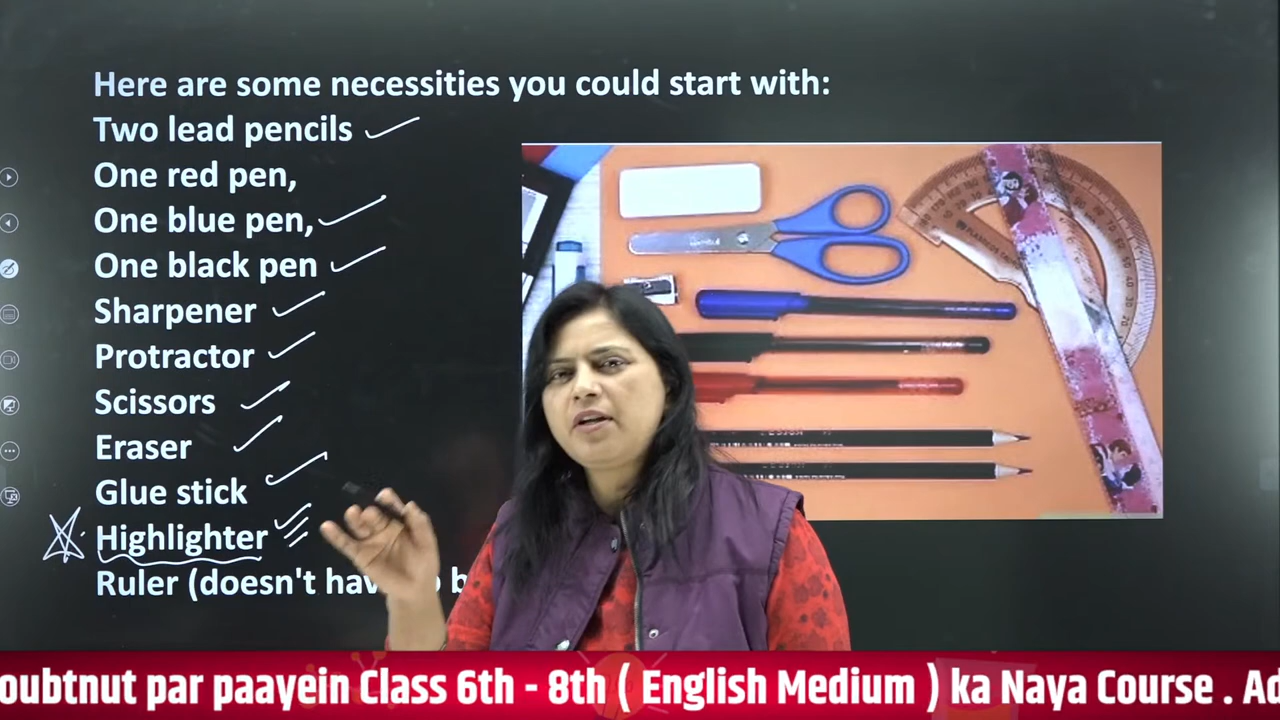 Here are some necessities you could start with:
Two lead pencils
One red pen,
One blue pen,
One black pen
Sharpener
Protractor
Scissors
Eraser
Glue stick
Highlighter
Ruler (doesn't b
oubtnut par paayein Class 6th - 8th ( English Medium ) ka Naya Course . Ad